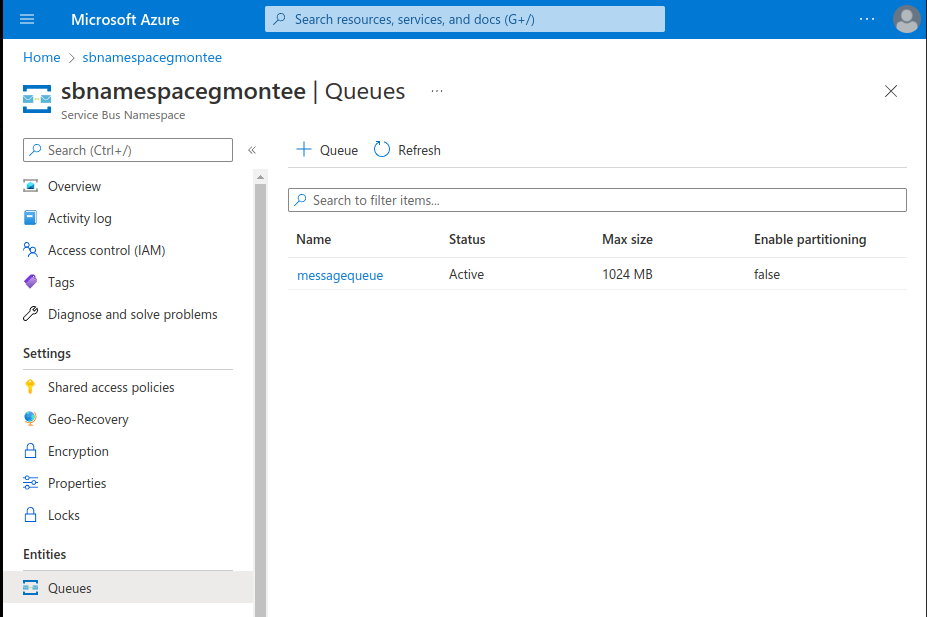 Microsoft Azure
Search resources, services, and docs (G+/)
...
Home > sbnamespacegmontee
sbnamespacegmontee | Queues ...
Service Bus Namespace
Search (Ctrl+/)
«
Queue
Refresh
Overview
Activity log
Access control (IAM)
Tags
Diagnose and solve problems
Settings
Shared access policies
Geo-Recovery
Encryption
Properties
Locks
Entities
Queues
Search to filter items...
Name Status Max size Enable partitioning
messagequeue Active 1024 MB false